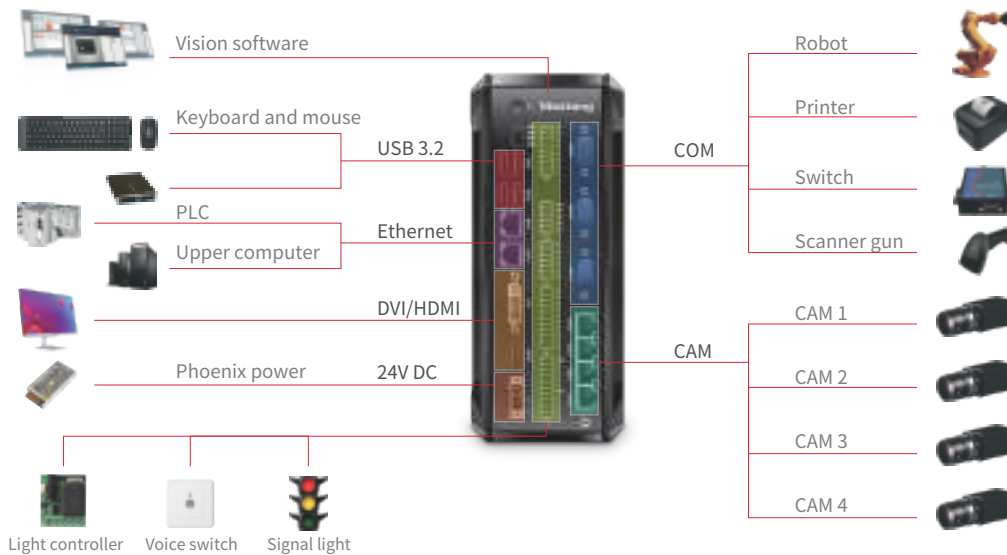 Vision software
Robot
Keyboard and mouse
Printer
USB 3.2
COM
Switch
PLC
Ethernet
Upper computer
Scanner gun
DVI/HDMI
CAM 1
CAM
Phoenix power
24V DC
CAM 2
CAM 3
CAM 4
Light controller
Voice switch
Signal light